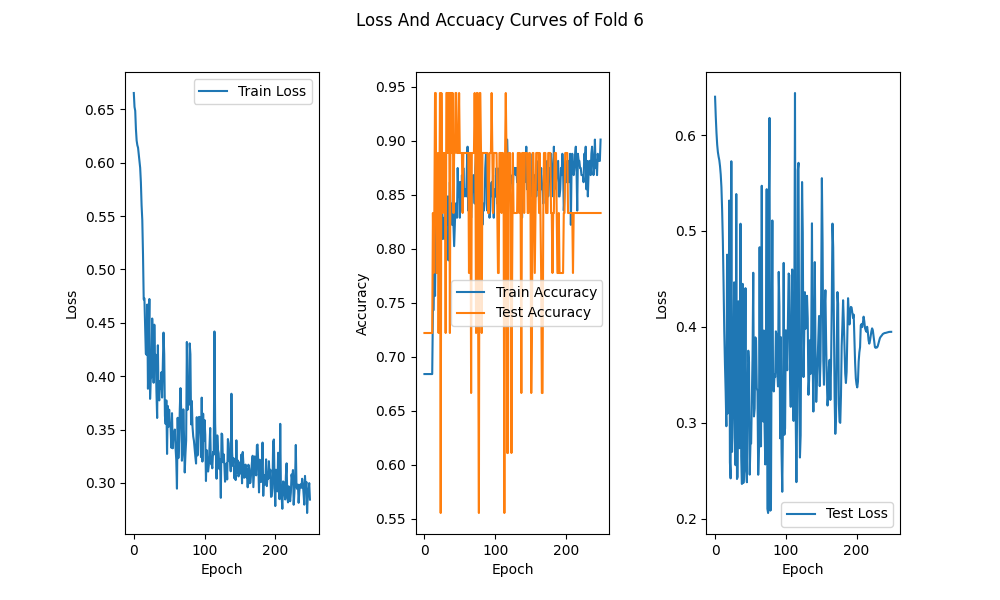 Loss And Accuacy Curves of Fold 6
Train Loss
0.65
0.60
0.55
0.50
0.45
0.40
0.35
0.30
Loss
0 100 200
Epoch
0.95
0.90
0.85
0.80
0.75
0.70
0.65
0.60
0.55
Accuracy
Train Accuracy
Test Accuracy
0 100 200
Epoch
0.6
0.5
0.4
0.3
0.2
Loss
Test Loss
0 100 200
Epoch